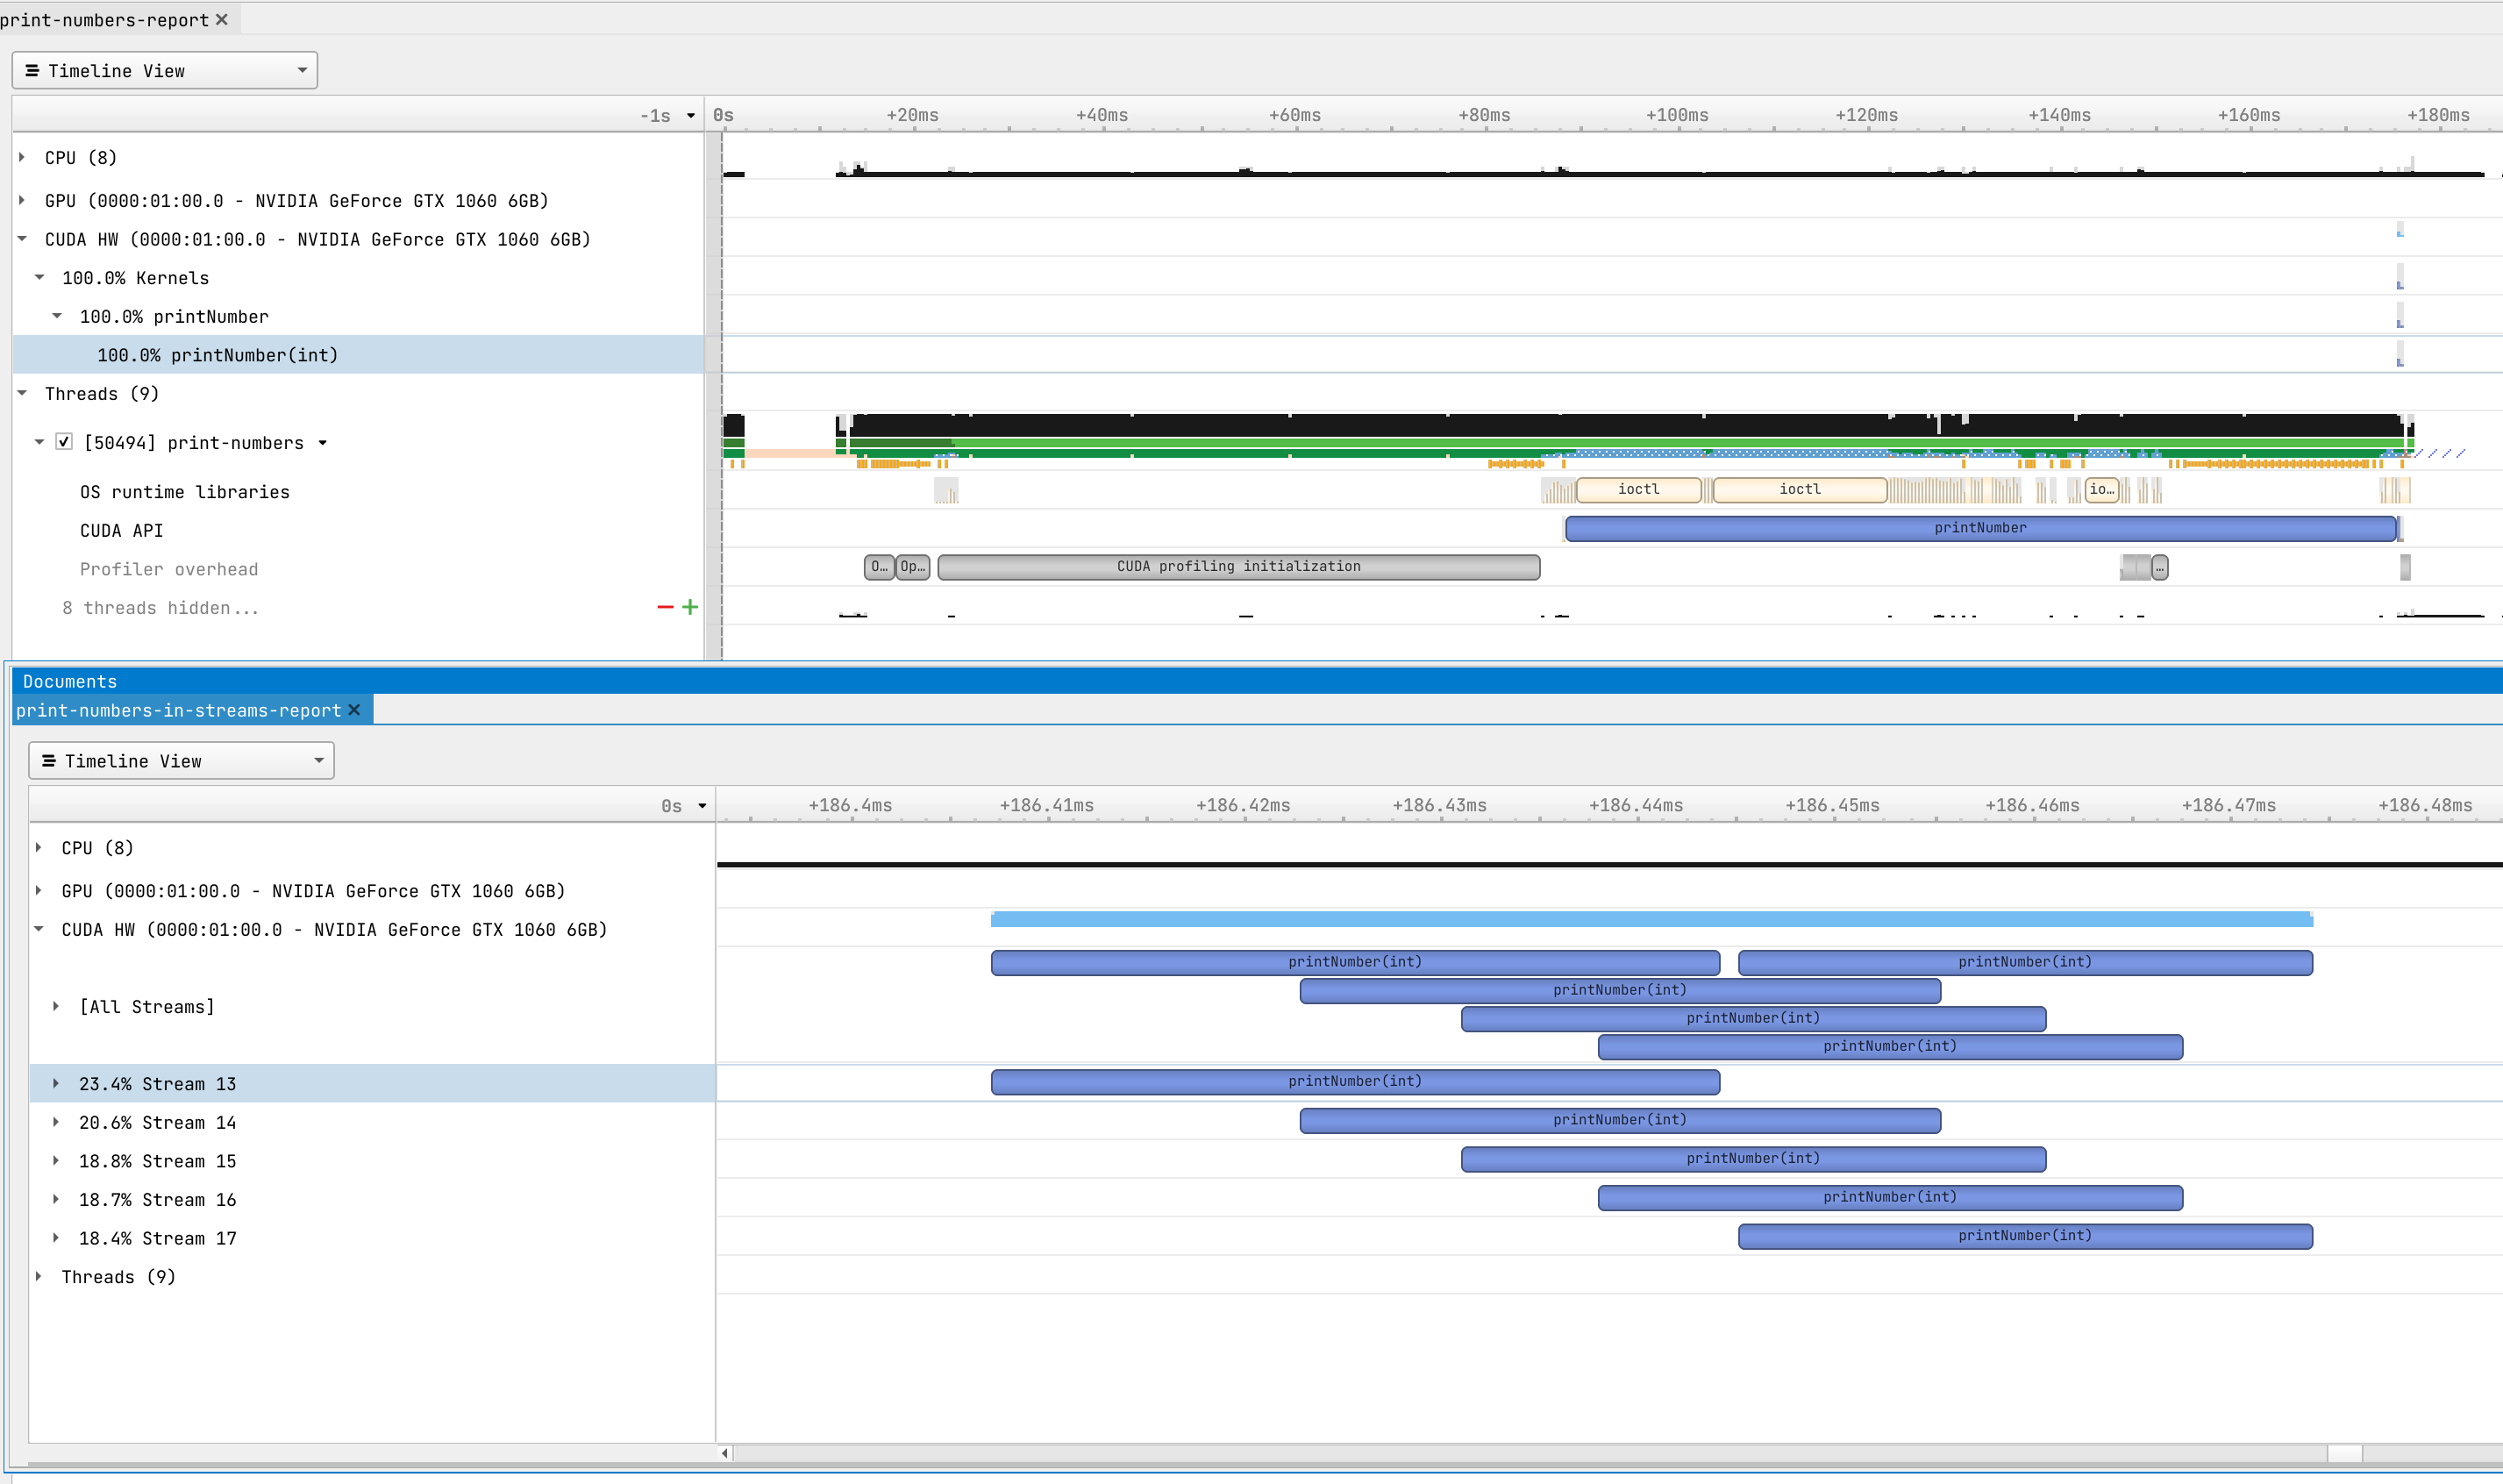 print-numbers-report ✕
Timeline View
-1s 0s +20ms +40ms +60ms +80ms +100ms +120ms +140ms +160ms +180ms
CPU (8)
GPU (0000:01:00.0 - NVIDIA GeForce GTX 1060 6GB)
CUDA HW (0000:01:00.0 - NVIDIA GeForce GTX 1060 6GB)
100.0% Kernels
100.0% printNumber
100.0% printNumber(int)
Threads (9)
[50494] print-numbers
OS runtime libraries ioctl ioctl io...
CUDA API printNumber
Profiler overhead O... Op... CUDA profiling initialization ...
8 threads hidden...
Documents
print-numbers-in-streams-report ✕
Timeline View
0s +186.4ms +186.41ms +186.42ms +186.43ms +186.44ms +186.45ms +186.46ms +186.47ms +186.48ms
CPU (8)
GPU (0000:01:00.0 - NVIDIA GeForce GTX 1060 6GB)
CUDA HW (0000:01:00.0 - NVIDIA GeForce GTX 1060 6GB)
printNumber(int) printNumber(int)
printNumber(int)
[All Streams]
printNumber(int)
printNumber(int)
23.4% Stream 13 printNumber(int)
20.6% Stream 14 printNumber(int)
18.8% Stream 15 printNumber(int)
18.7% Stream 16 printNumber(int)
18.4% Stream 17 printNumber(int)
Threads (9)